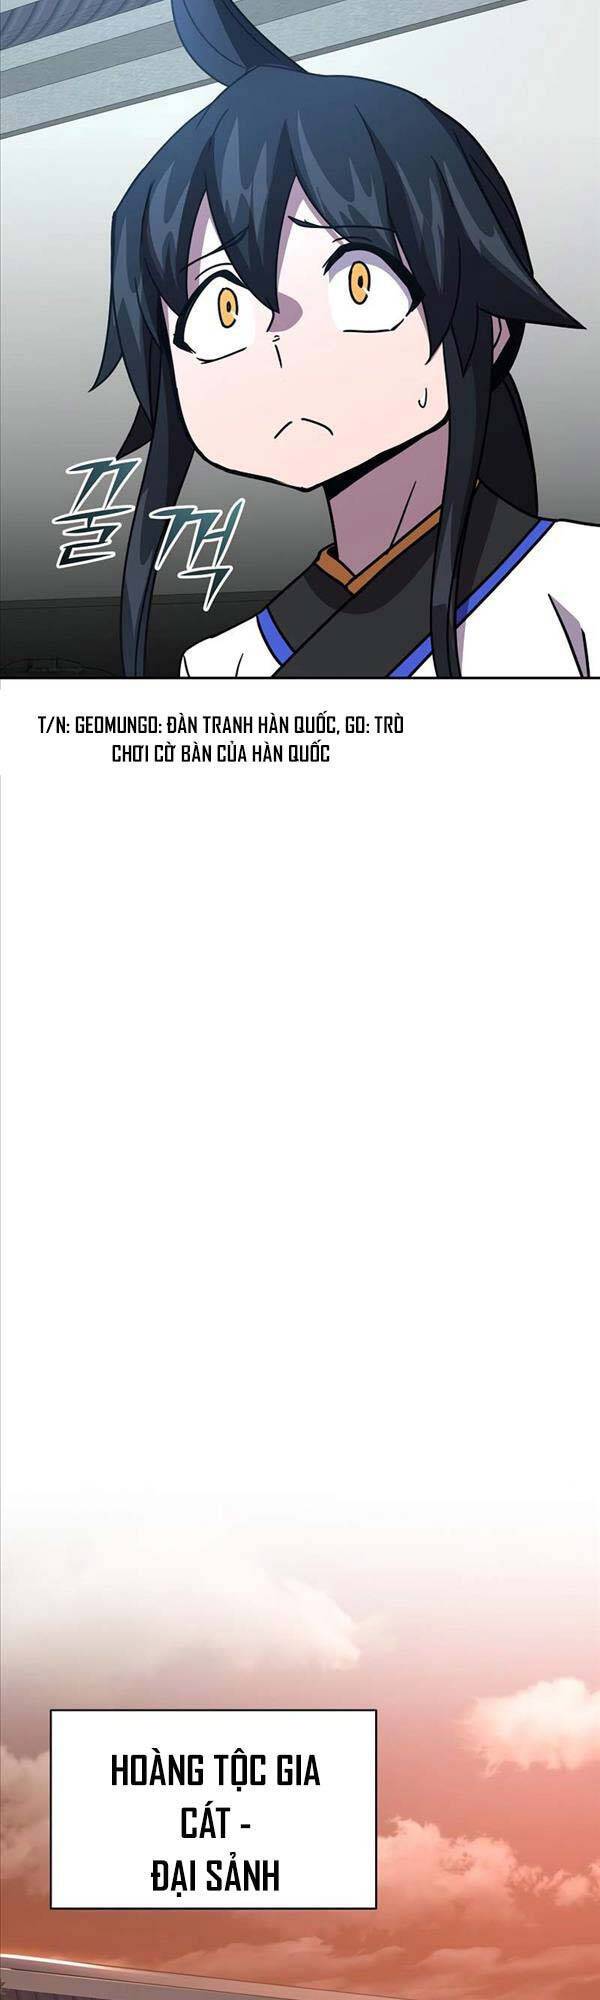 꿀꺽
T/N: GEOMUNGO: ĐÀN TRANH HÀN QUỐC, GO: TRÒ
CHƠI CỜ BÀN CỦA HÀN QUỐC
HOÀNG TỘC GIA
CÁT -
ĐẠI SẢNH